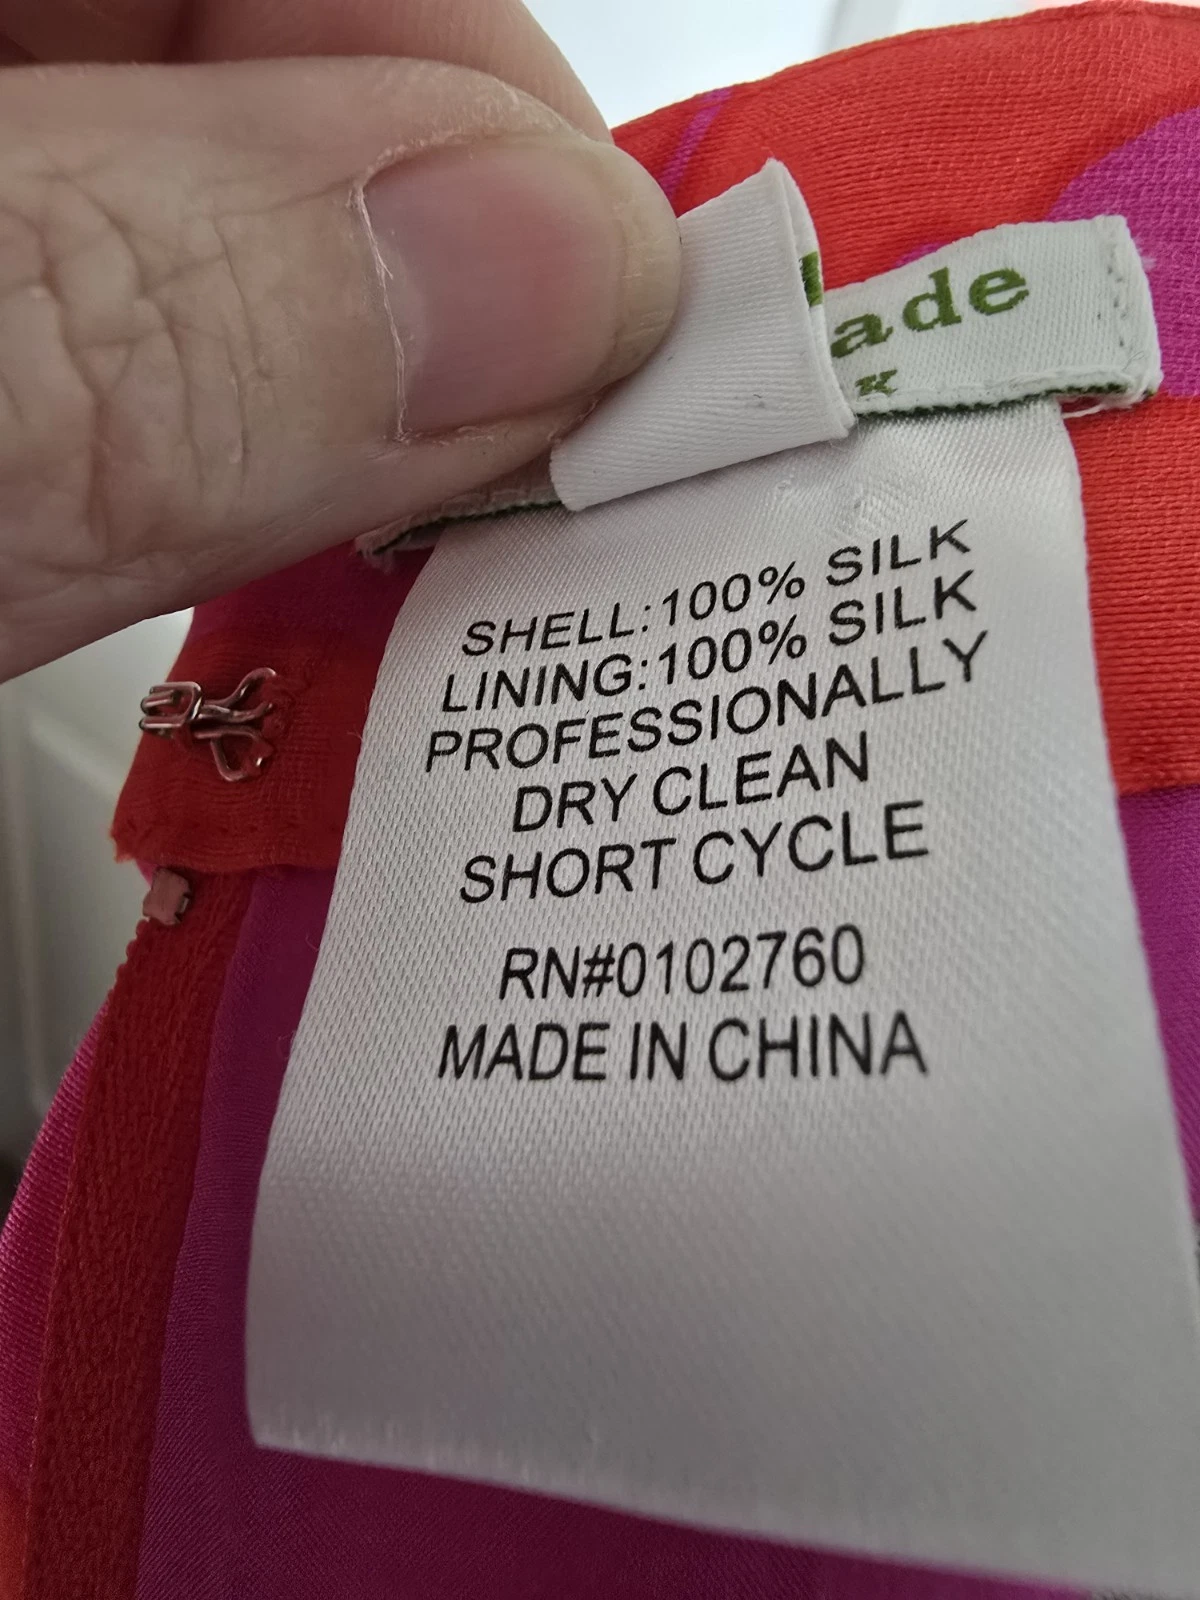 ade
K
SHELL:100% SILK
LINING:100% SILK
PROFESSIONALLY
DRY CLEAN
SHORT CYCLE
RN#0102760
MADE IN CHINA